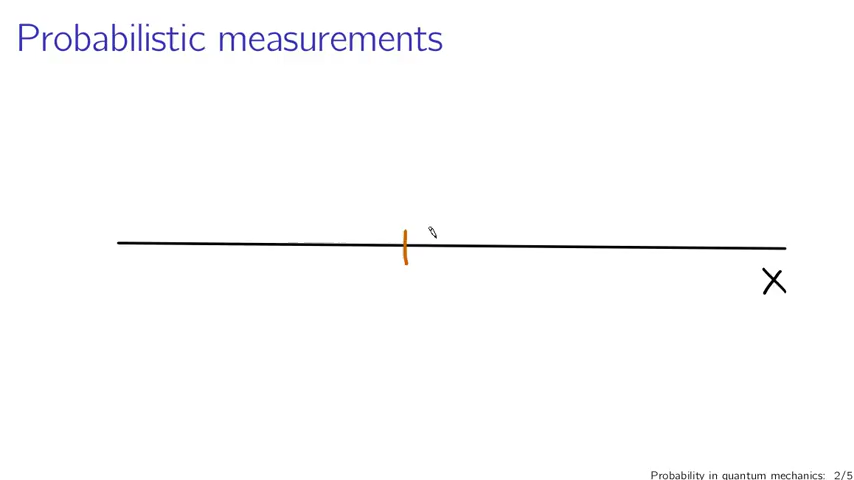 Probabilistic measurements
x
Probability in quantum mechanics: 2/5